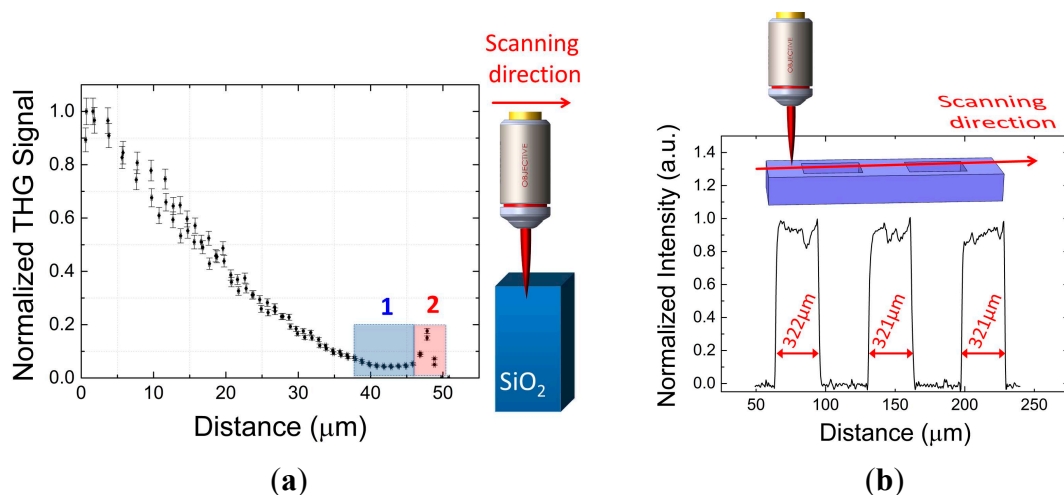 Scanning
direction
OBJECTIVE
SiO2
Normalized THG Signal
1.0
0.8
0.6
0.4
0.2
0.0
1
2
0 10 20 30 40 50
Distance (μm)
(a)
OBJECTIVE
Scanning
direction
Normalized Intensity (a.u.)
1.4
1.2
1.0
0.8
0.6
0.4
0.2
0.0
322μm
321μm
321μm
50 100 150 200 250
Distance (μm)
(b)